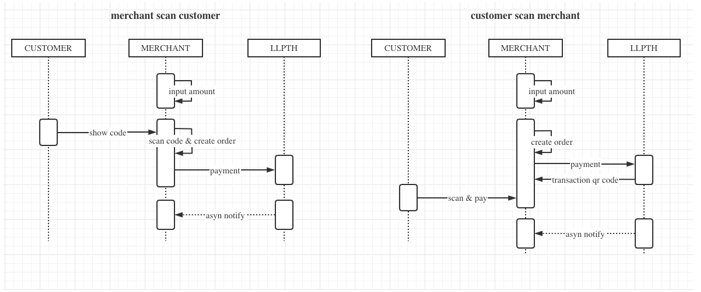 merchant scan customer
customer scan merchant
CUSTOMER
MERCHANT
LLPTH
CUSTOMER
MERCHANT
LLPTH
input amount
show code
scan code & create order
payment
asyn notify
input amount
create order
payment
transaction qr code
scan & pay
asyn notify